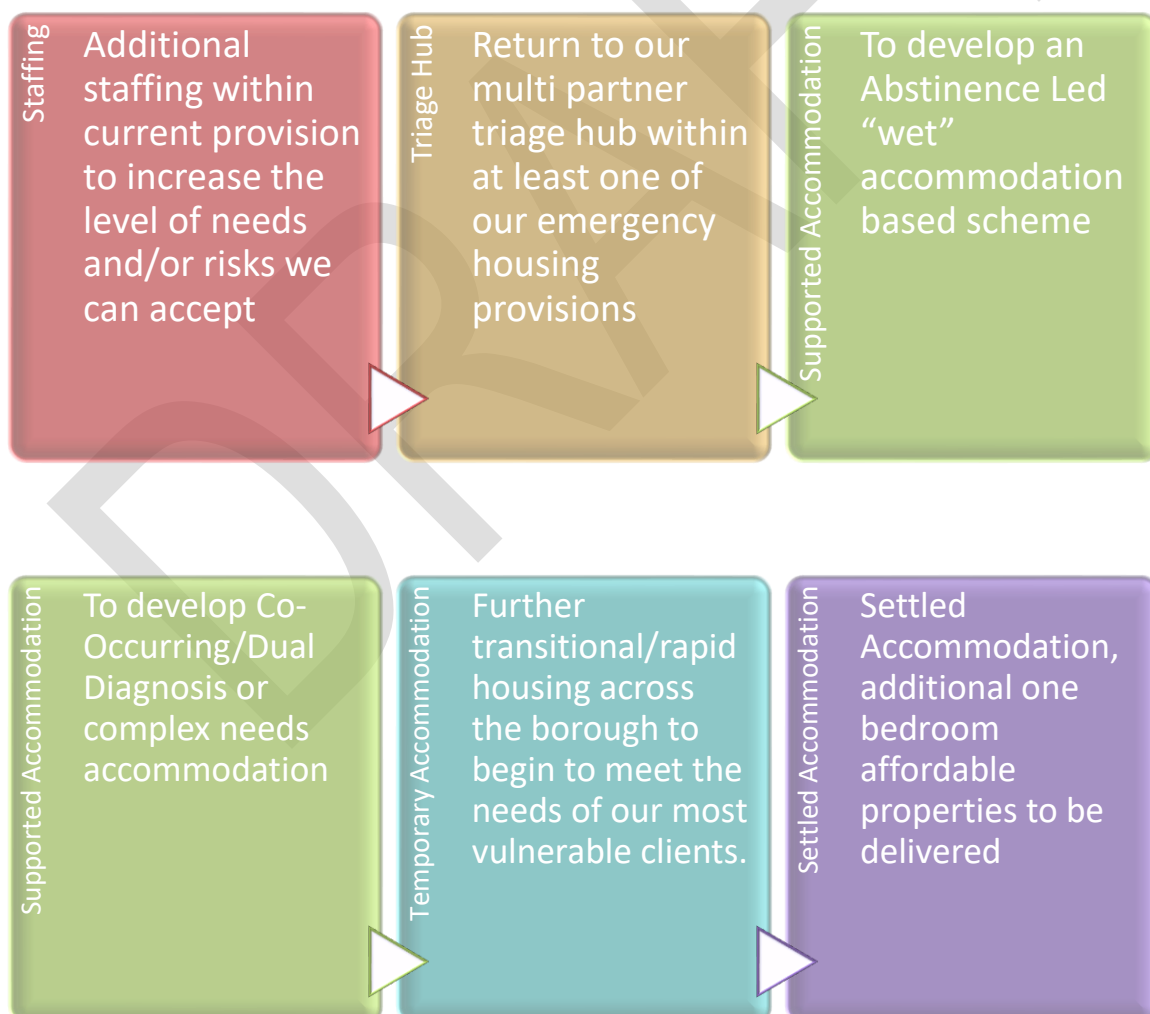 Staffing
Additional
staffing within
current provision
to increase the
level of needs
and/or risks we
can accept
Triage Hub
Return to our
multi partner
triage hub within
at least one of
our emergency
housing
provisions
Supported Accommodation
To develop an
Abstinence Led
“wet”
accommodation
based scheme
Supported Accommodation
To develop Co-
Occurring/Dual
Diagnosis or
complex needs
accommodation
Temporary Accommodation
Further
transitional/rapid
housing across
the borough to
begin to meet the
needs of our most
vulnerable clients.
Settled Accommodation
Settled
Accommodation,
additional one
bedroom
affordable
properties to be
delivered
DRAF